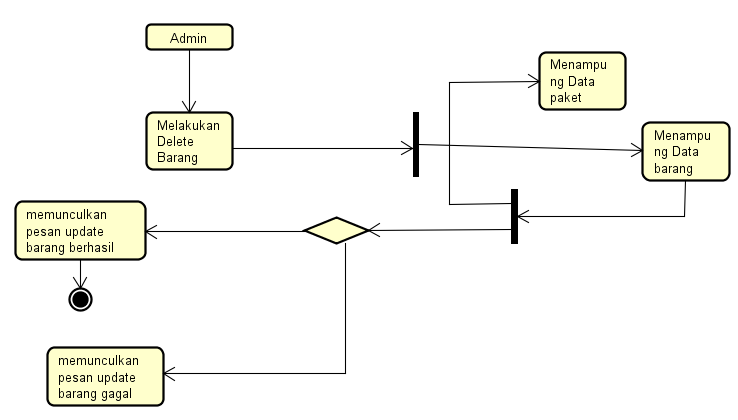 Admin
Menampu
ng Data
paket
Melakukan
Delete
Barang
Menampu
ng Data
barang
memunculkan
pesan update
barang berhasil
memunculkan
pesan update
barang gagal